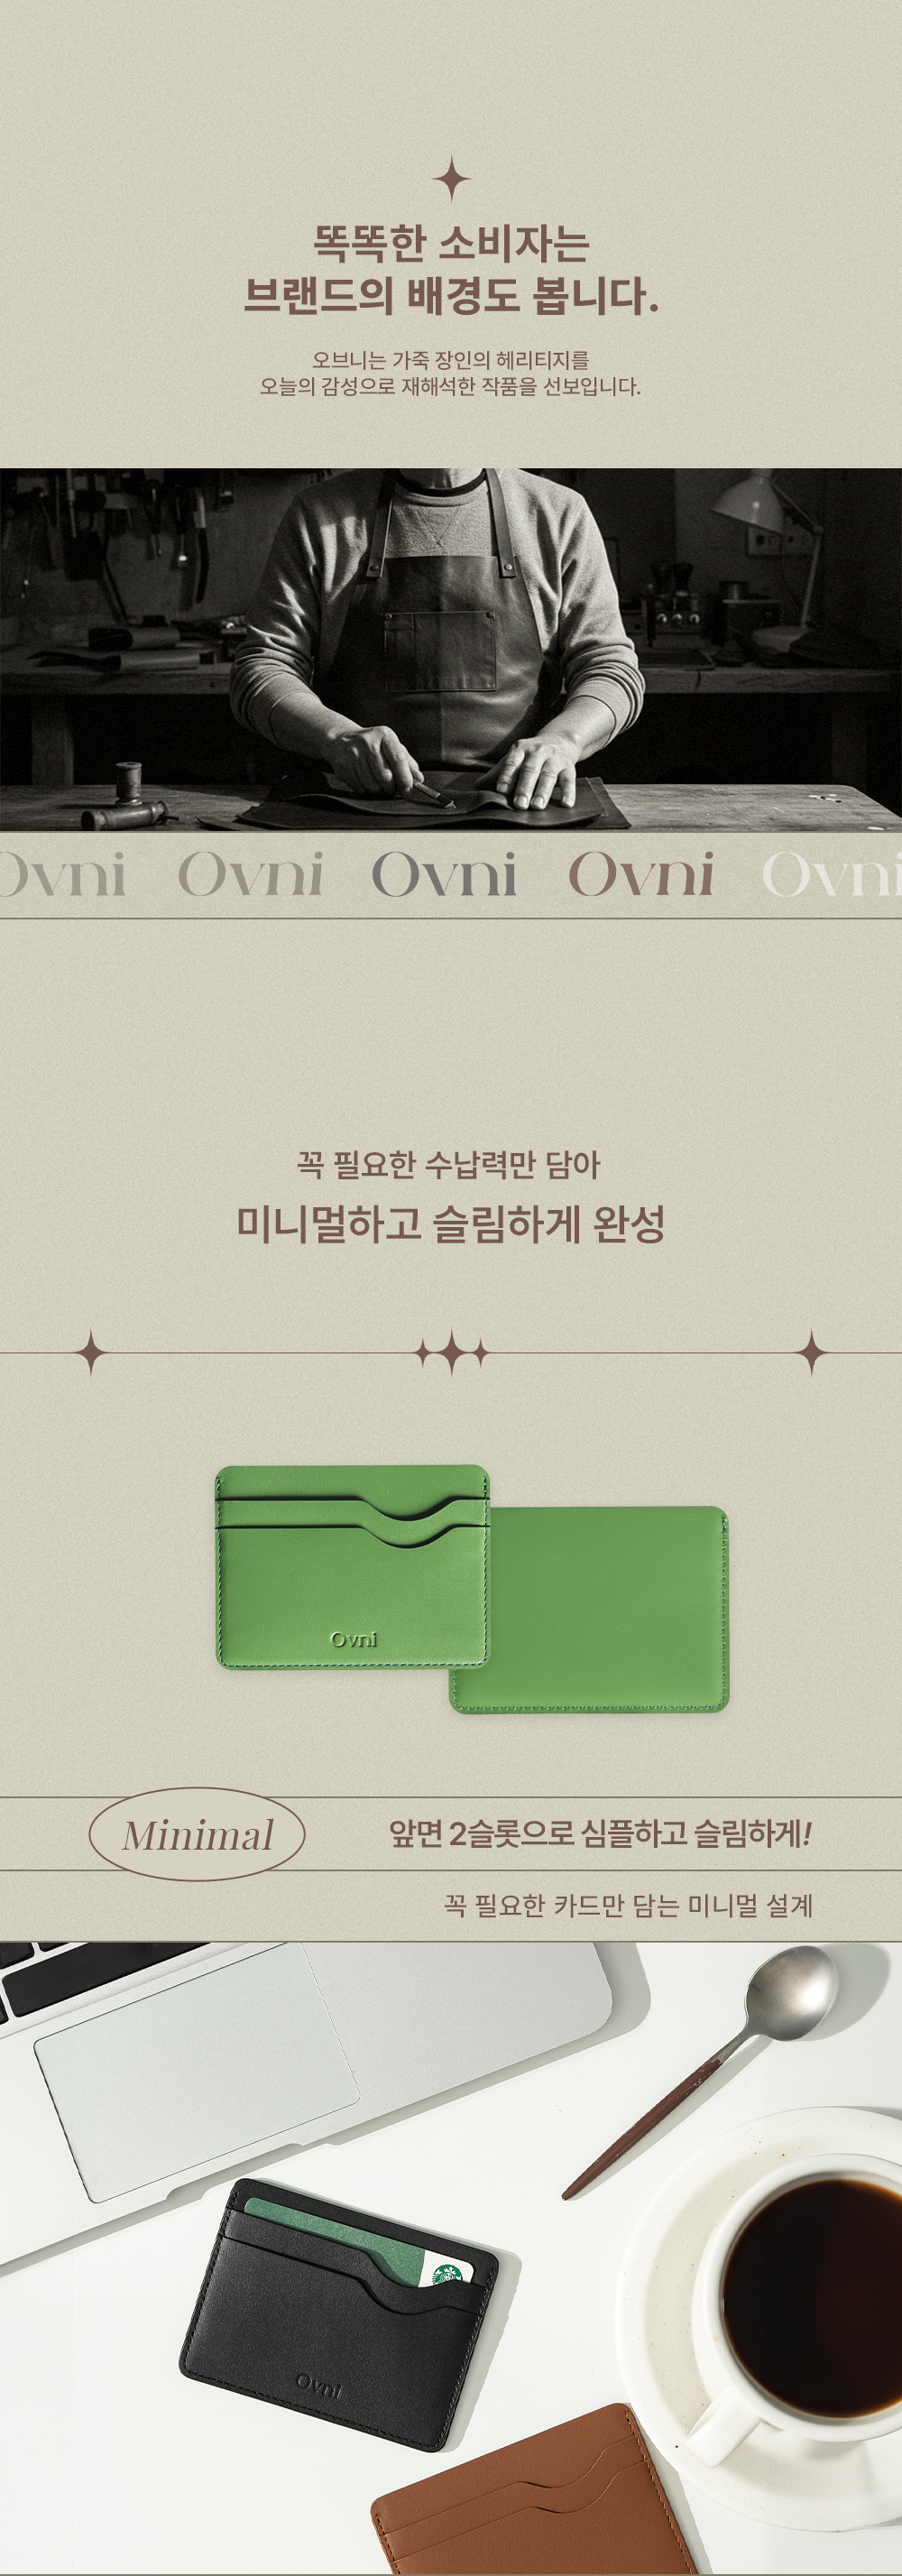 똑똑한 소비자는
브랜드의 배경도 봅니다.
오브니는 가죽 장인의 헤리티지를
오늘의 감성으로 재해석한 작품을 선보입니다.
Ovni Ovni Ovni Ovni Ovni
꼭 필요한 수납력만 담아
미니멀하고 슬림하게 완성
Ovni
Minimal
앞면 2슬롯으로 심플하고 슬림하게!
꼭 필요한 카드만 담는 미니멀 설계
Ovni